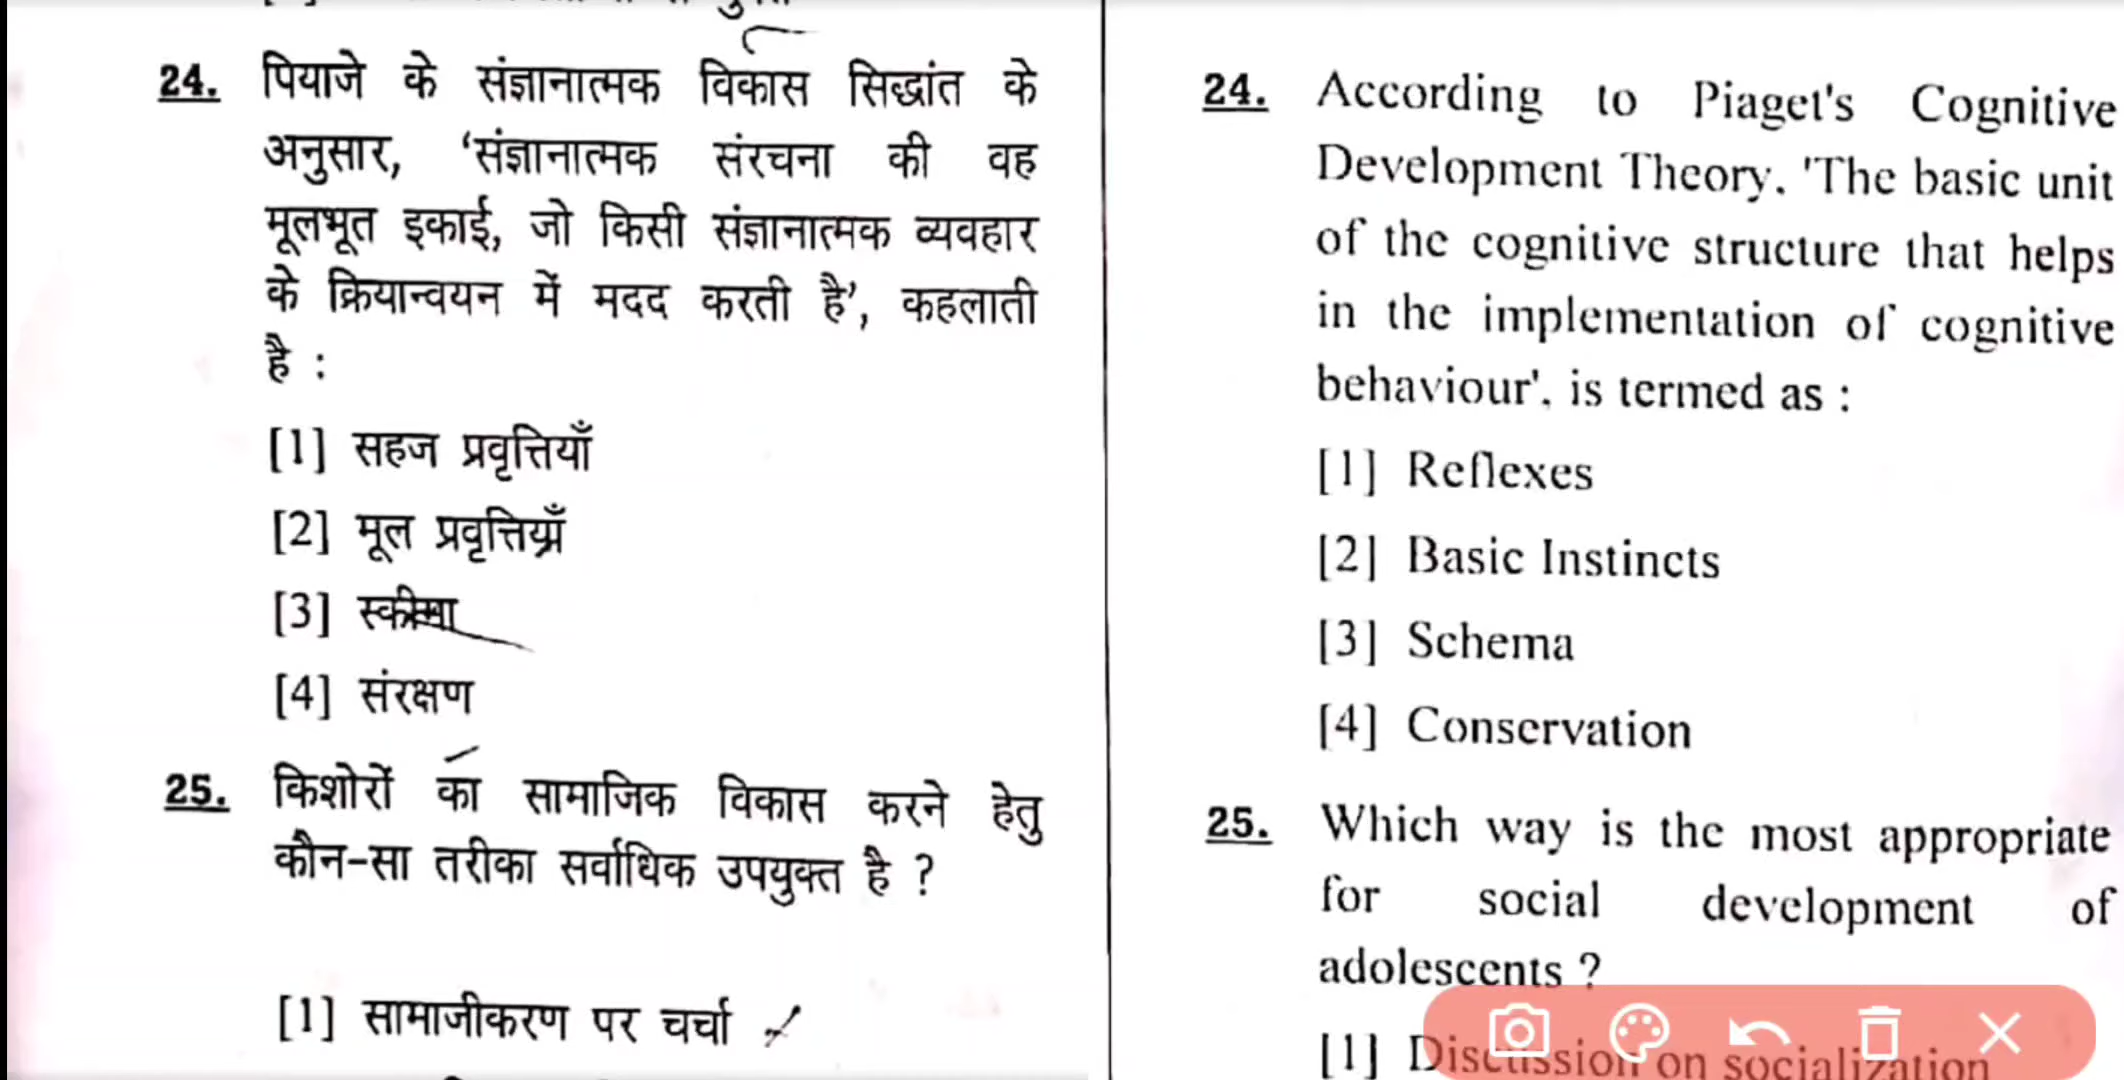 24. पियाजे के संज्ञानात्मक विकास सिद्धांत के
अनुसार, ‘संज्ञानात्मक संरचना की वह
मूलभूत इकाई, जो किसी संज्ञानात्मक व्यवहार
के क्रियान्वयन में मदद करती है’, कहलाती
है :
[1] सहज प्रवृत्तियाँ
[2] मूल प्रवृत्तियाँ
[3] स्कीमा
[4] संरक्षण
25. किशोरों का सामाजिक विकास करने हेतु
कौन-सा तरीका सर्वाधिक उपयुक्त है ?
[1] सामाजीकरण पर चर्चा
24. According to Piaget's Cognitive
Development Theory, 'The basic unit
of the cognitive structure that helps
in the implementation of cognitive
behaviour', is termed as :
[1] Reflexes
[2] Basic Instincts
[3] Schema
[4] Conservation
25. Which way is the most appropriate
for social development of
adolescents ?
[1] Discussion on socialization